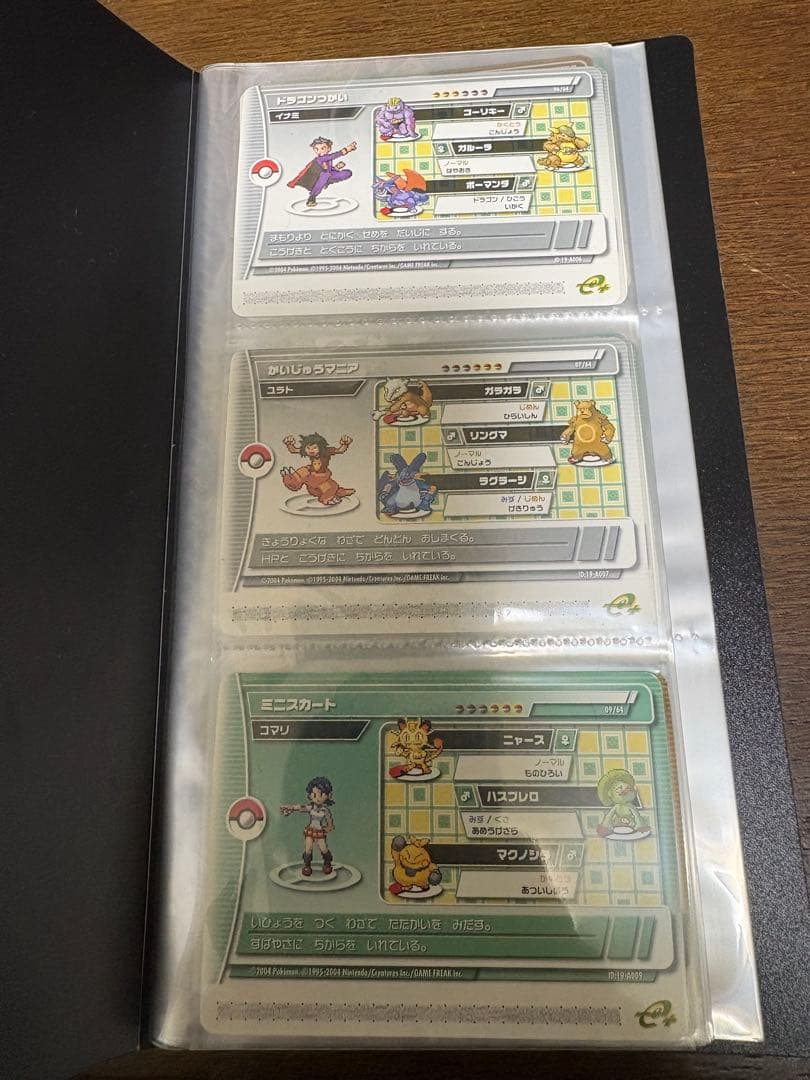 ドラゴンつかい
06/64
イナミ
ゴーリキー ♂
かくとう
こんじょう
♀ ガルーラ
ノーマル
はやおき
ボーマンダ ♂
ドラゴン / ひこう
いかく
まもりより とにかく せめを だいじに する。
こうげきと とくこうに ちからを いれている。
©2004 Pokémon. ©1995-2004 Nintendo/Creatures Inc./GAME FREAK inc.
ID:19-A006
e+
かいじゅうマニア
07/64
ユラト
ガラガラ ♂
じめん
ひらいしん
♂ リングマ
ノーマル
こんじょう
ラグラージ ♀
みず / じめん
げきりゅう
きょうりょくな わざで どんどん おしまくる。
HPと こうげきに ちからを いれている。
©2004 Pokémon. ©1995-2004 Nintendo/Creatures Inc./GAME FREAK inc.
ID:19-A007
e+
ミニスカート
09/64
コマリ
ニャース ♀
ノーマル
ものひろい
♂ ハスブレロ
みず / くさ
あめうけざら
マクノシタ ♂
かくとう
あついしぼう
いひょうを つく わざで たたかいを みだす。
すばやさに ちからを いれている。
©2004 Pokémon. ©1995-2004 Nintendo/Creatures Inc./GAME FREAK inc.
ID:19-A009
e+